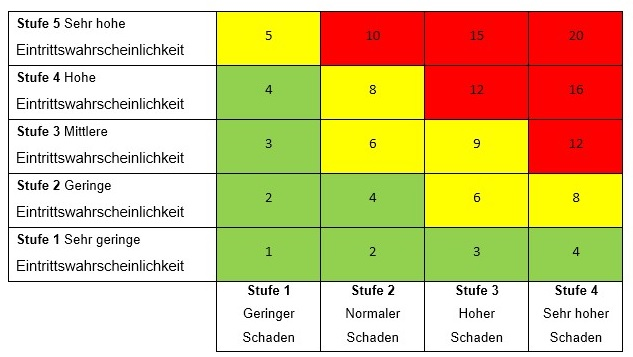 Stufe 5 Sehr hohe
Eintrittswahrscheinlichkeit
5
10
15
20
Stufe 4 Hohe
Eintrittswahrscheinlichkeit
4
8
12
16
Stufe 3 Mittlere
Eintrittswahrscheinlichkeit
3
6
9
12
Stufe 2 Geringe
Eintrittswahrscheinlichkeit
2
4
6
8
Stufe 1 Sehr geringe
Eintrittswahrscheinlichkeit
1
2
3
4
Stufe 1
Geringer
Schaden
Stufe 2
Normaler
Schaden
Stufe 3
Hoher
Schaden
Stufe 4
Sehr hoher
Schaden